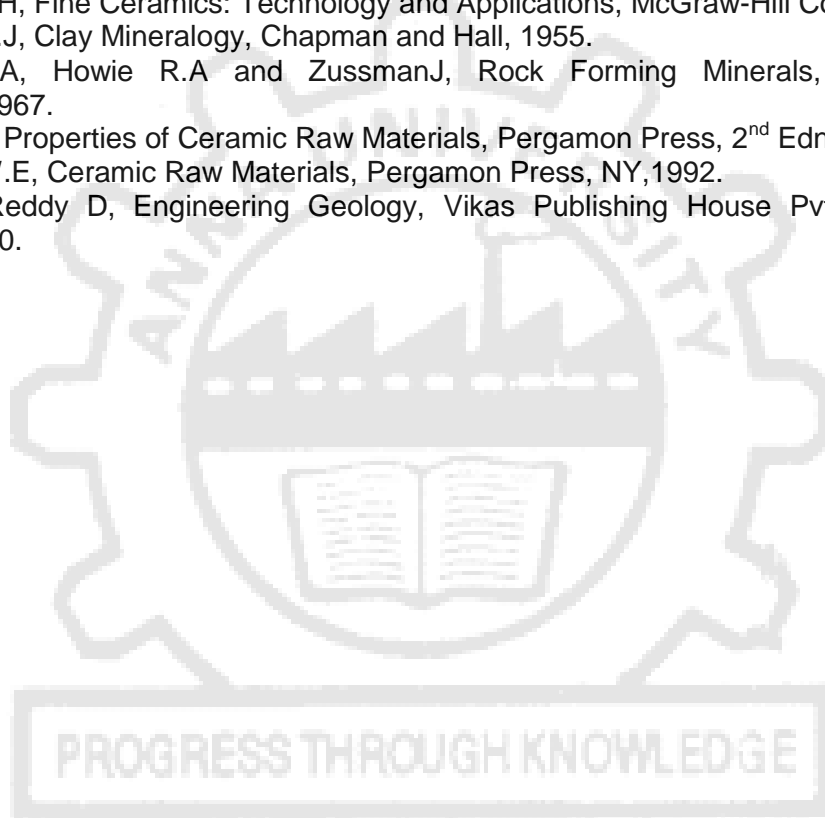 H, Fine Ceramics: Technology and Applications, McGraw-Hill Co
.J, Clay Mineralogy, Chapman and Hall, 1955.
A, Howie R.A and ZussmanJ, Rock Forming Minerals,
967.
Properties of Ceramic Raw Materials, Pergamon Press, 2nd Edn
.E, Ceramic Raw Materials, Pergamon Press, NY,1992.
Reddy D, Engineering Geology, Vikas Publishing House Pv
0.
ANNA UNIVERSITY
PROGRESS THROUGH KNOWLEDGE